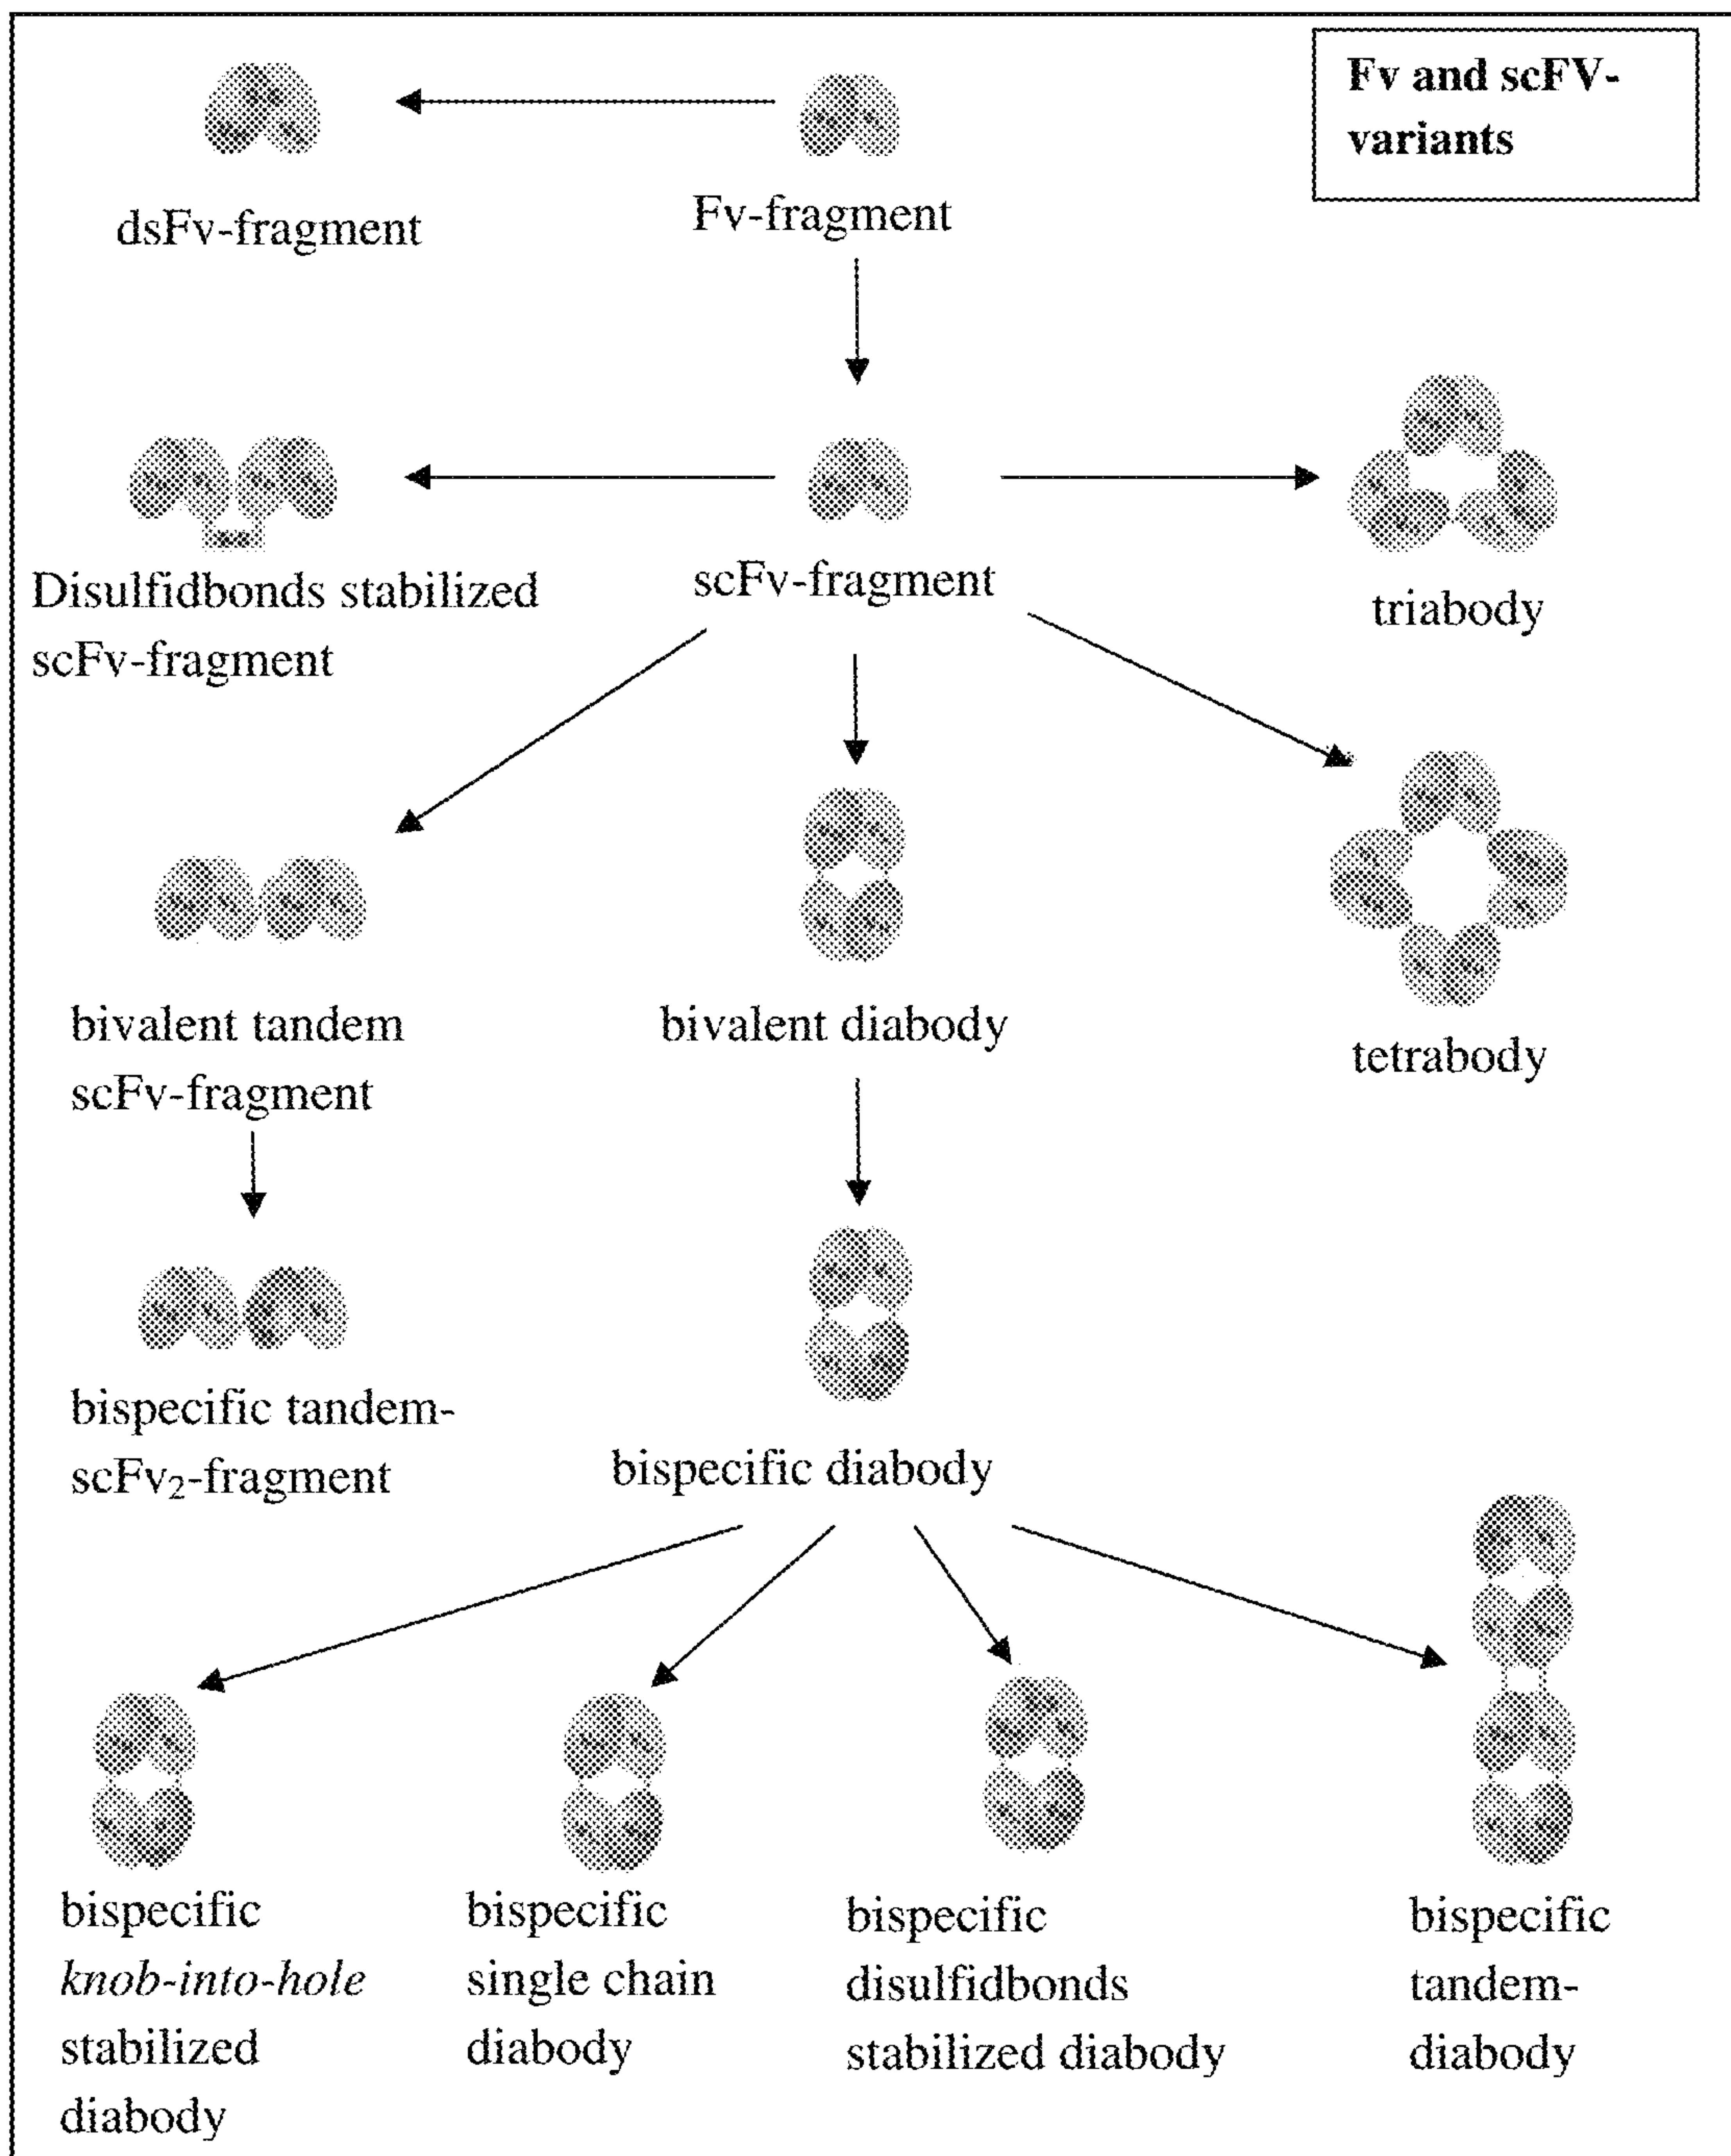 Fv and scFV-
variants
dsFv-fragment
Fv-fragment
Disulfidbonds stabilized
scFv-fragment
scFv-fragment
triabody
bivalent tandem
scFv-fragment
bivalent diabody
tetrabody
bispecific tandem-
scFv₂-fragment
bispecific diabody
bispecific
knob-into-hole
stabilized
diabody
bispecific
single chain
diabody
bispecific
disulfidbonds
stabilized diabody
bispecific
tandem-
diabody